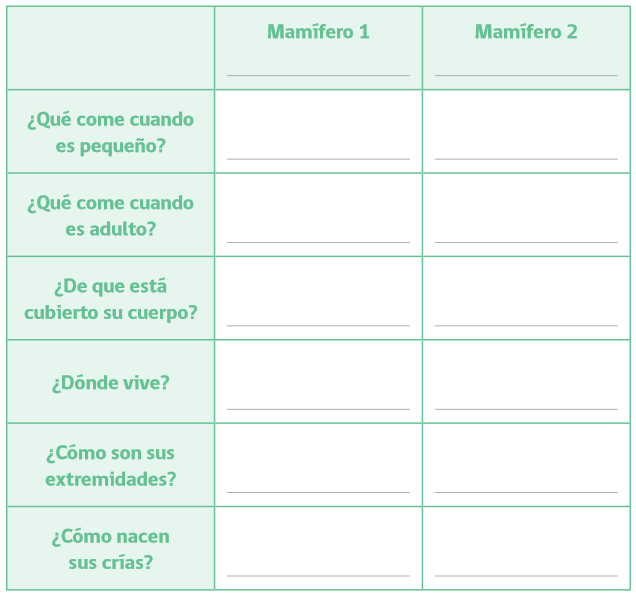 Mamífero 1
Mamífero 2
¿Qué come cuando
es pequeño?
¿Qué come cuando
es adulto?
¿De que está
cubierto su cuerpo?
¿Dónde vive?
¿Cómo son sus
extremidades?
¿Cómo nacen
sus crías?